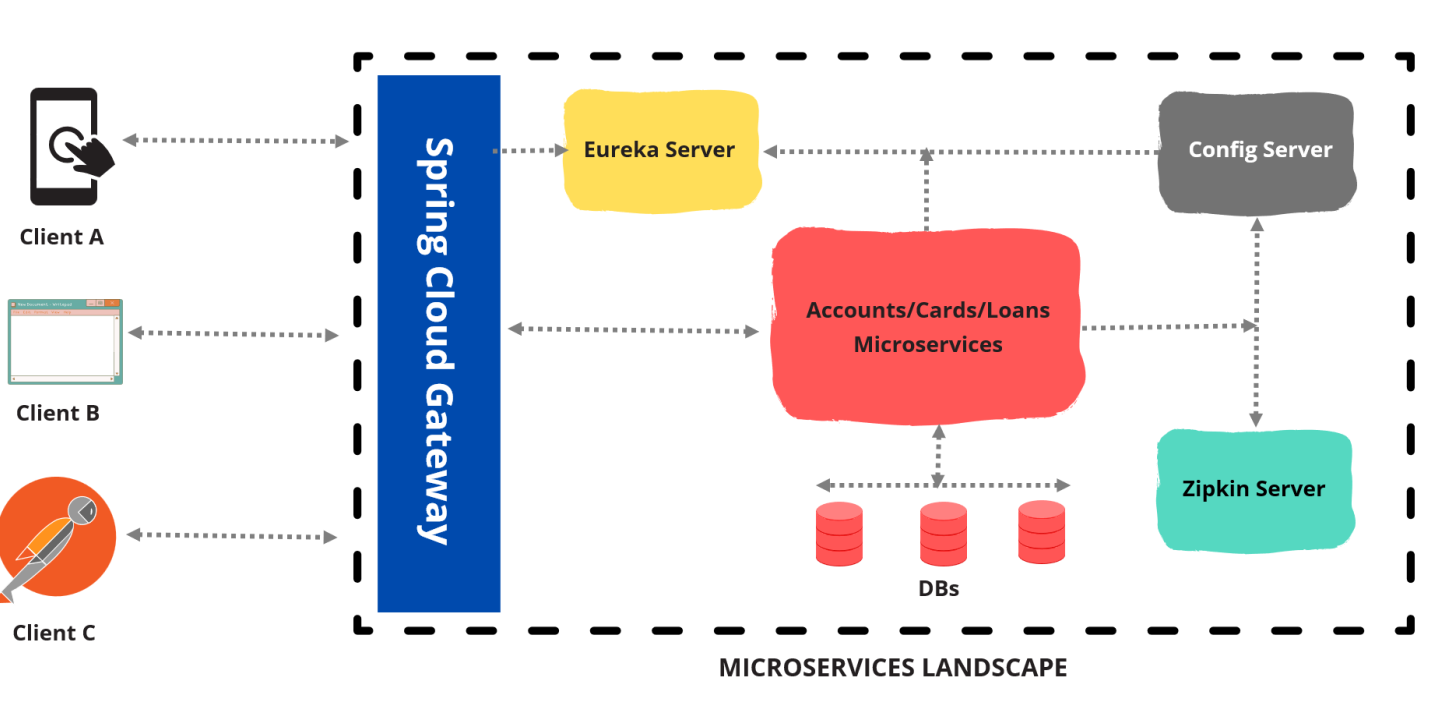 Client A
Client B
Client C
Spring Cloud Gateway
Eureka Server
Config Server
Accounts/Cards/Loans
Microservices
Zipkin Server
DBs
MICROSERVICES LANDSCAPE